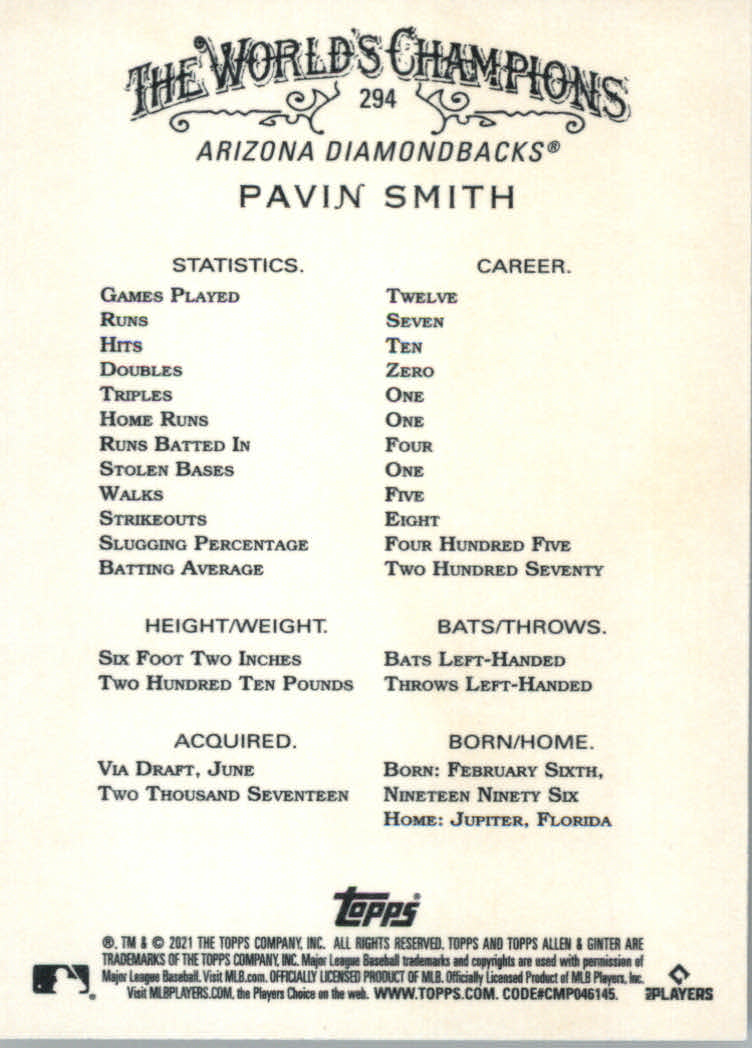 THE WORLD'S CHAMPIONS
294
ARIZONA DIAMONDBACKS®
PAVIN SMITH
STATISTICS. CAREER.
GAMES PLAYED TWELVE
RUNS SEVEN
HITS TEN
DOUBLES ZERO
TRIPLES ONE
HOME RUNS ONE
RUNS BATTED IN FOUR
STOLEN BASES ONE
WALKS FIVE
STRIKEOUTS EIGHT
SLUGGING PERCENTAGE FOUR HUNDRED FIVE
BATTING AVERAGE TWO HUNDRED SEVENTY
HEIGHT/WEIGHT. BATS/THROWS.
SIX FOOT TWO INCHES BATS LEFT-HANDED
TWO HUNDRED TEN POUNDS THROWS LEFT-HANDED
ACQUIRED. BORN/HOME.
VIA DRAFT, JUNE BORN: FEBRUARY SIXTH,
TWO THOUSAND SEVENTEEN NINETEEN NINETY SIX
HOME: JUPITER, FLORIDA
Topps®
®, TM & © 2021 THE TOPPS COMPANY, INC. ALL RIGHTS RESERVED. TOPPS AND TOPPS ALLEN & GINTER ARE
TRADEMARKS OF THE TOPPS COMPANY, INC. Major League Baseball trademarks and copyrights are used with permission of
Major League Baseball. Visit MLB.com. OFFICIALLY LICENSED PRODUCT OF MLB. Officially Licensed Product of MLB Players, Inc.
Visit MLBPLAYERS.COM, the Players Choice on the web. WWW.TOPPS.COM. CODE#CMP046145.
PLAYERS